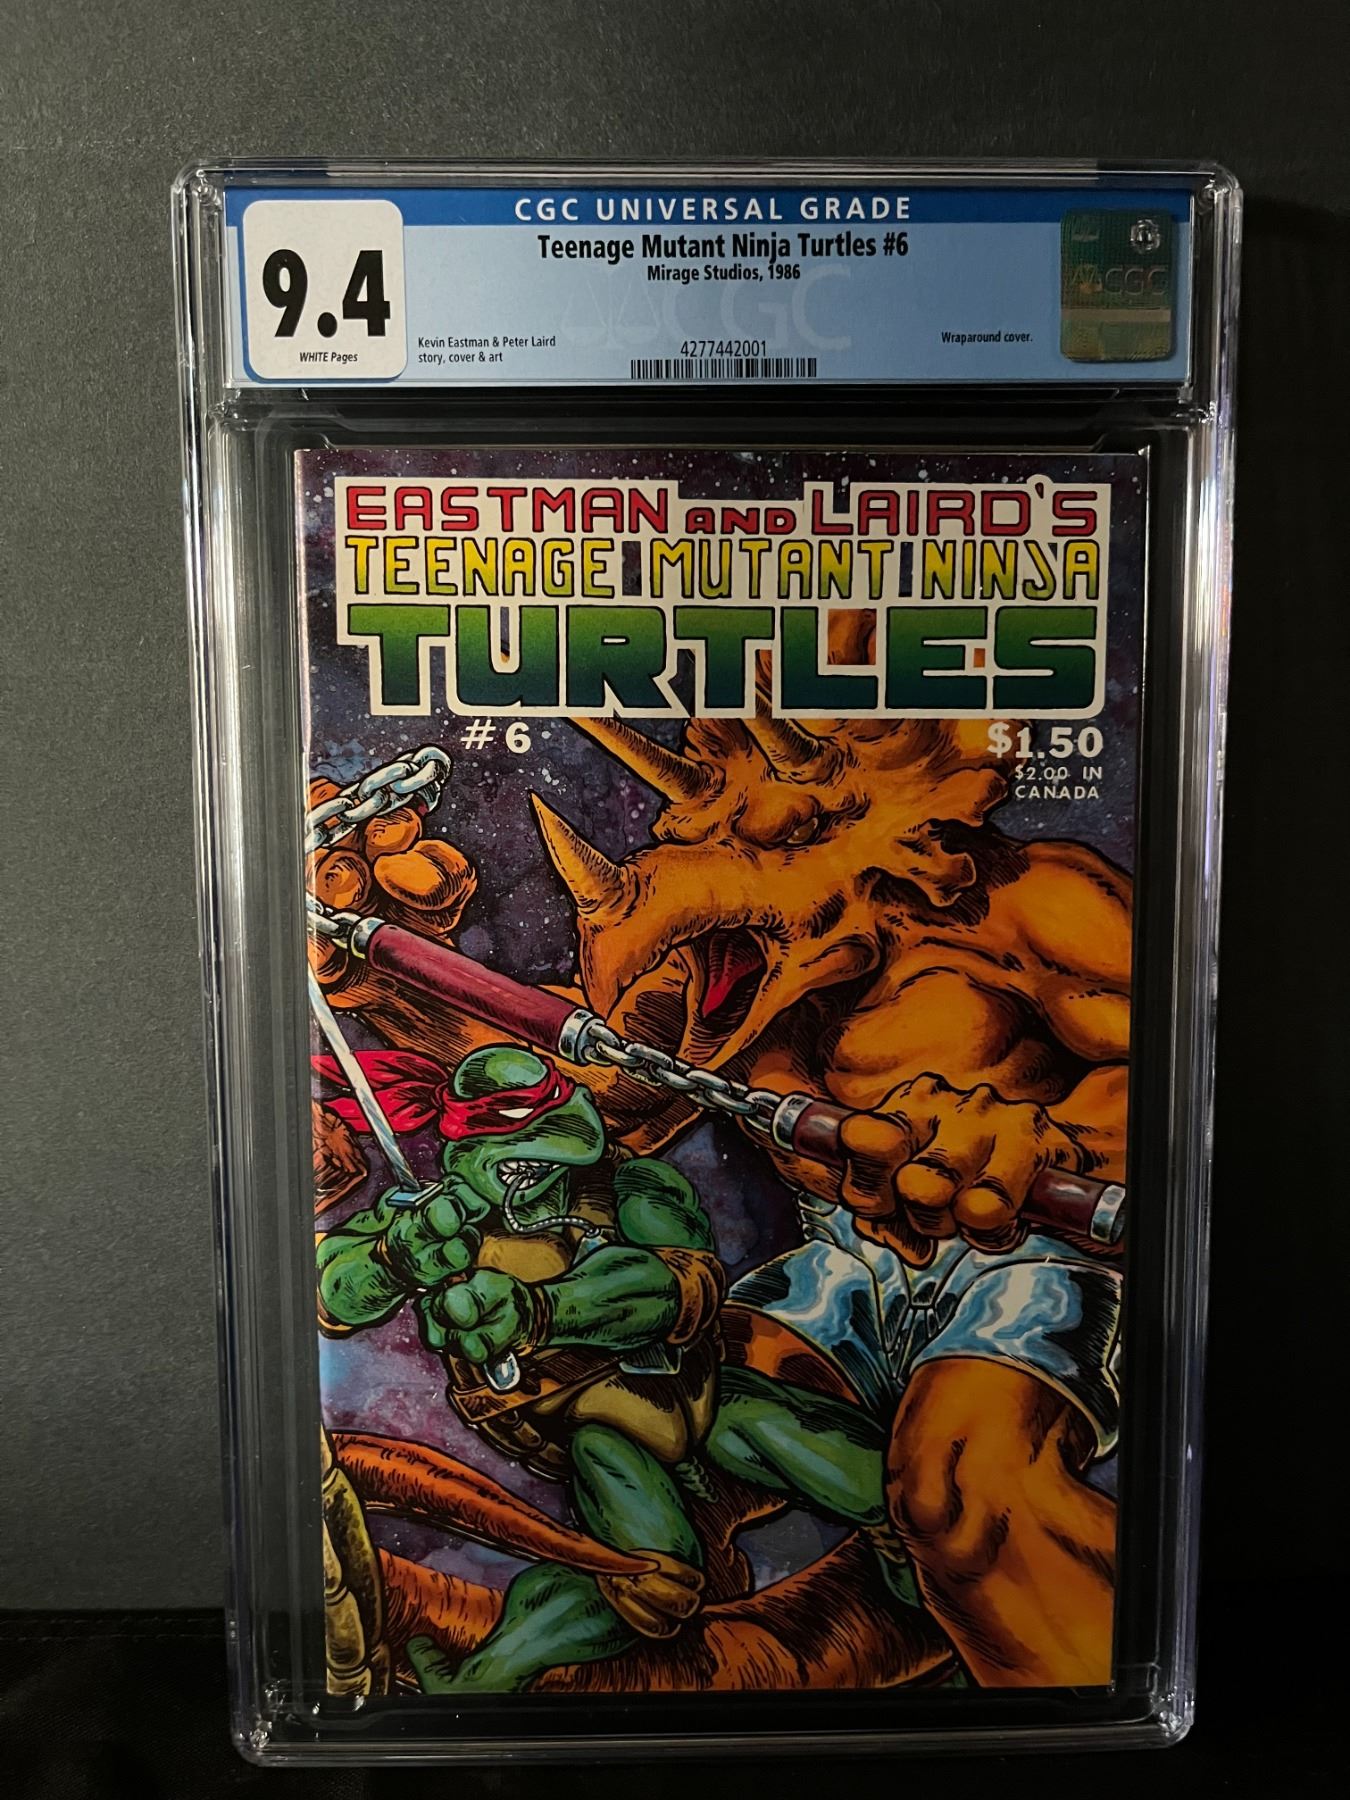 CGC UNIVERSAL GRADE
9.4
WHITE Pages
Teenage Mutant Ninja Turtles #6
Mirage Studios, 1986
Kevin Eastman & Peter Laird
story, cover & art
CGC
4277442001
Wraparound cover.
CGC
EASTMAN AND LAIRD'S
TEENAGE MUTANT NINJA
TURTLES
#6
$1.50
$2.00 IN
CANADA